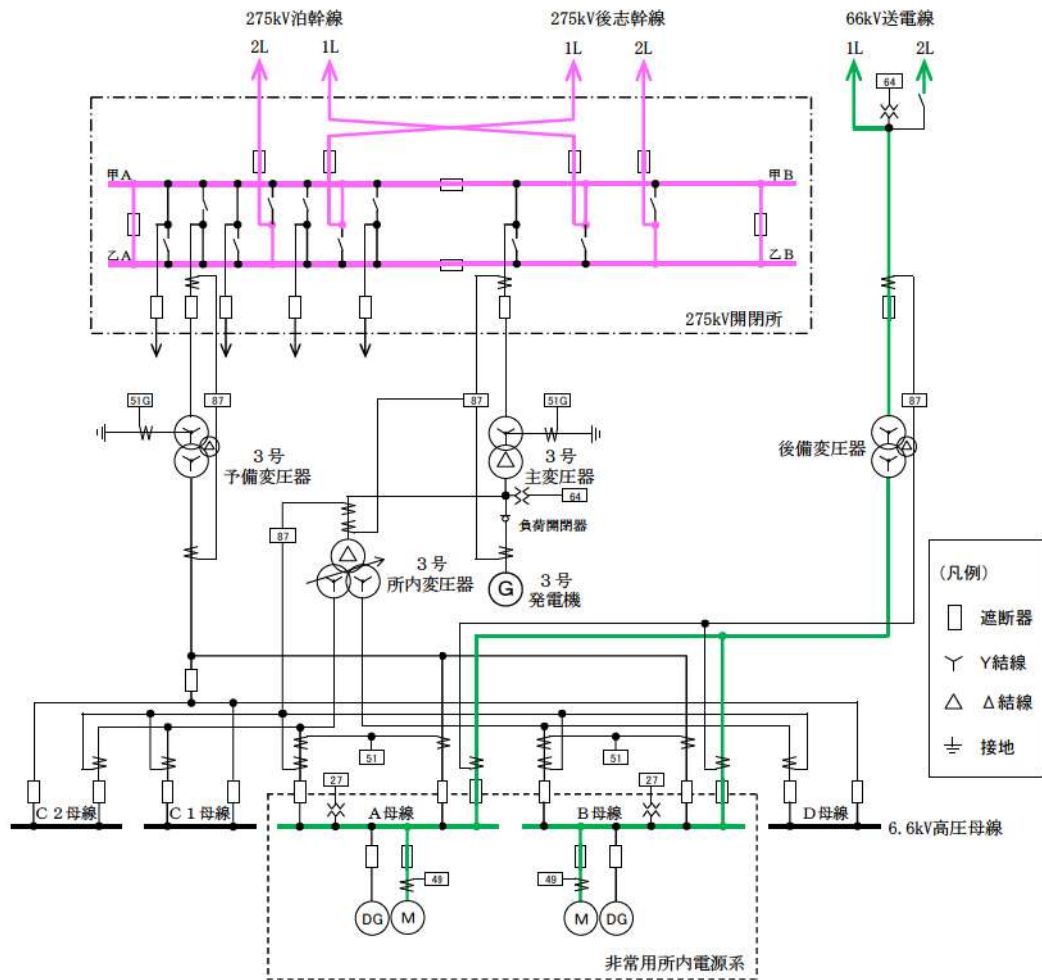 275kV泊幹線
275kV後志幹線
66kV送電線
2L
1L
1L
2L
1L
2L
64
甲A
甲B
乙A
乙B
275kV開閉所
51G
87
87
51G
87
3号
予備変圧器
3号
主変圧器
後備変圧器
64
87
負荷開閉器
3号
所内変圧器
G
3号
発電機
(凡例)
遮断器
Y結線
Δ結線
接地
51
51
27
27
C2母線
C1母線
A母線
B母線
D母線
6.6kV高圧母線
49
49
DG
M
M
DG
非常用所内電源系